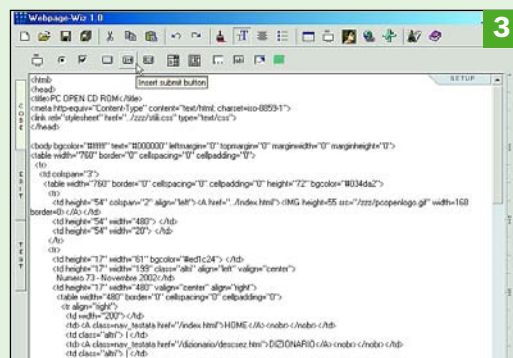 Webpage-Wiz 1.0
3
Insert submit button
SETUP
CODE
EDIT
TEST
<html>
<head>
<title>PC OPEN CD ROM</title>
<meta http-equiv="Content-Type" content="text/html; charset=iso-8859-1">
<link rel="stylesheet" href="../zzz/stili.css" type="text/css">
</head>
<body bgcolor="#ffffff" text="#000000" leftmargin="0" topmargin="0" marginwidth="0" marginheight="0">
<table width="760" border="0" cellspacing="0" cellpadding="0">
<tr>
<td colspan="3">
<table width="760" border="0" cellspacing="0" cellpadding="0" height="72" bgcolor="#034da2">
<tr>
<td height="54" colspan="2" align="left"><A href="../index.html"><IMG height=55 src="/zzz/pcopenlogo.gif" width=168
border=0></A></td>
<td height="54" width="480"> </td>
<td height="54" width="20"> </td>
</tr>
<tr>
<td height="17" width="61" bgcolor="#ed1c24"> </td>
<td height="17" width="199" class="altri" align="left" valign="center">
Numero 73 - Novembre 2002</td>
<td height="17" width="480" valign="center" align="right">
<table width="480" border="0" cellspacing="0" cellpadding="0">
<tr align="right">
<td width="200"> </td>
<td><A class=nav_testata href="/index.html">HOME</A><nobr></nobr></td>
<td class="altri"> | </td>
<td><A class=nav_testata href="/dizionario/descsez.html">DIZIONARIO</A><nobr></nobr></td>
<td class="altri"> | </td>